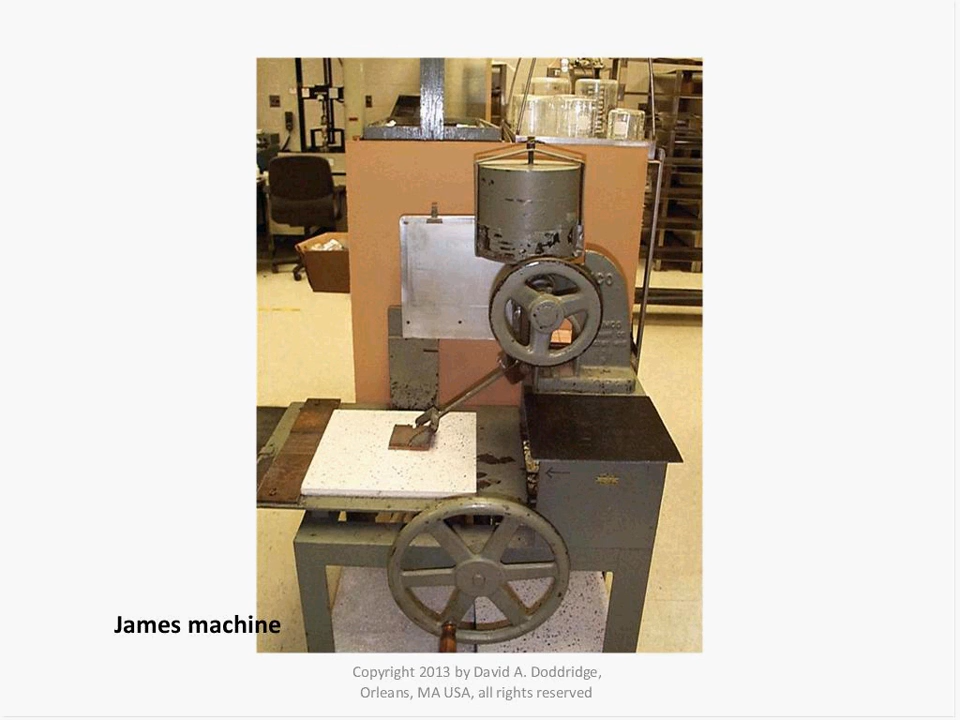 James machine
Copyright 2013 by David A. Doddridge,
Orleans, MA USA, all rights reserved